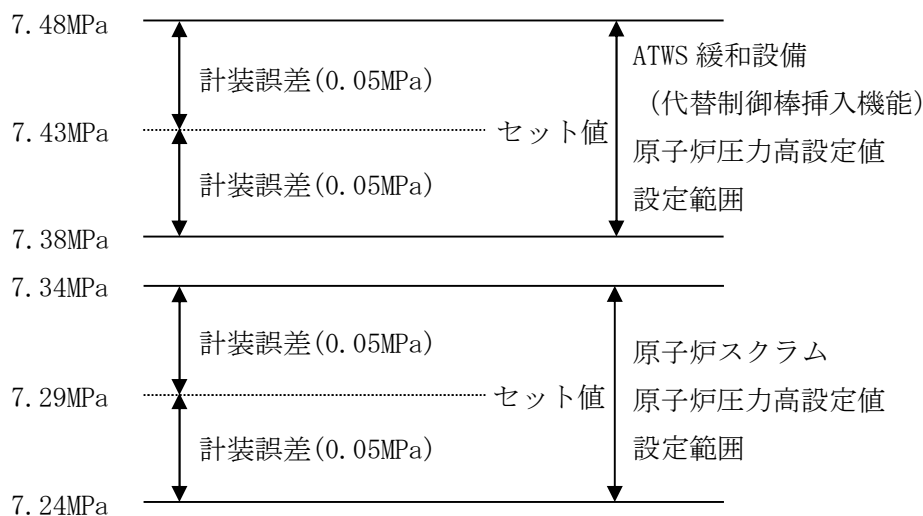 7.48MPa
計装誤差(0.05MPa)
ATWS 緩和設備
（代替制御棒挿入機能）
7.43MPa
セット値
原子炉圧力高設定値
計装誤差(0.05MPa)
設定範囲
7.38MPa
7.34MPa
計装誤差(0.05MPa)
原子炉スクラム
7.29MPa
セット値
原子炉圧力高設定値
計装誤差(0.05MPa)
設定範囲
7.24MPa